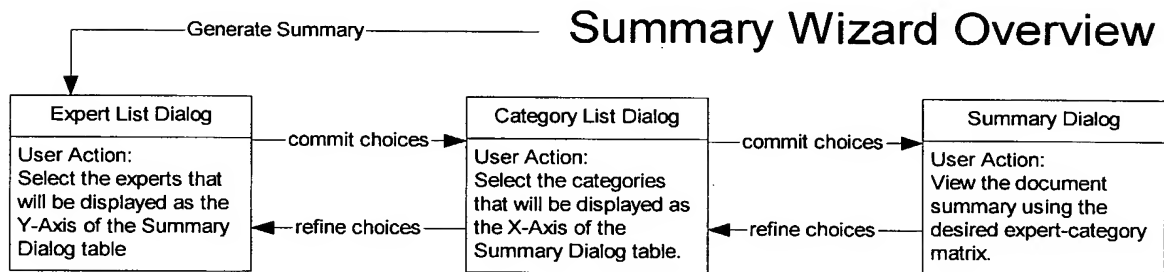 Summary Wizard Overview
Generate Summary
Expert List Dialog
User Action:
Select the experts that
will be displayed as the
Y-Axis of the Summary
Dialog table
commit choices
refine choices
Category List Dialog
User Action:
Select the categories
that will be displayed as
the X-Axis of the
Summary Dialog table.
commit choices
refine choices
Summary Dialog
User Action:
View the document
summary using the
desired expert-category
matrix.